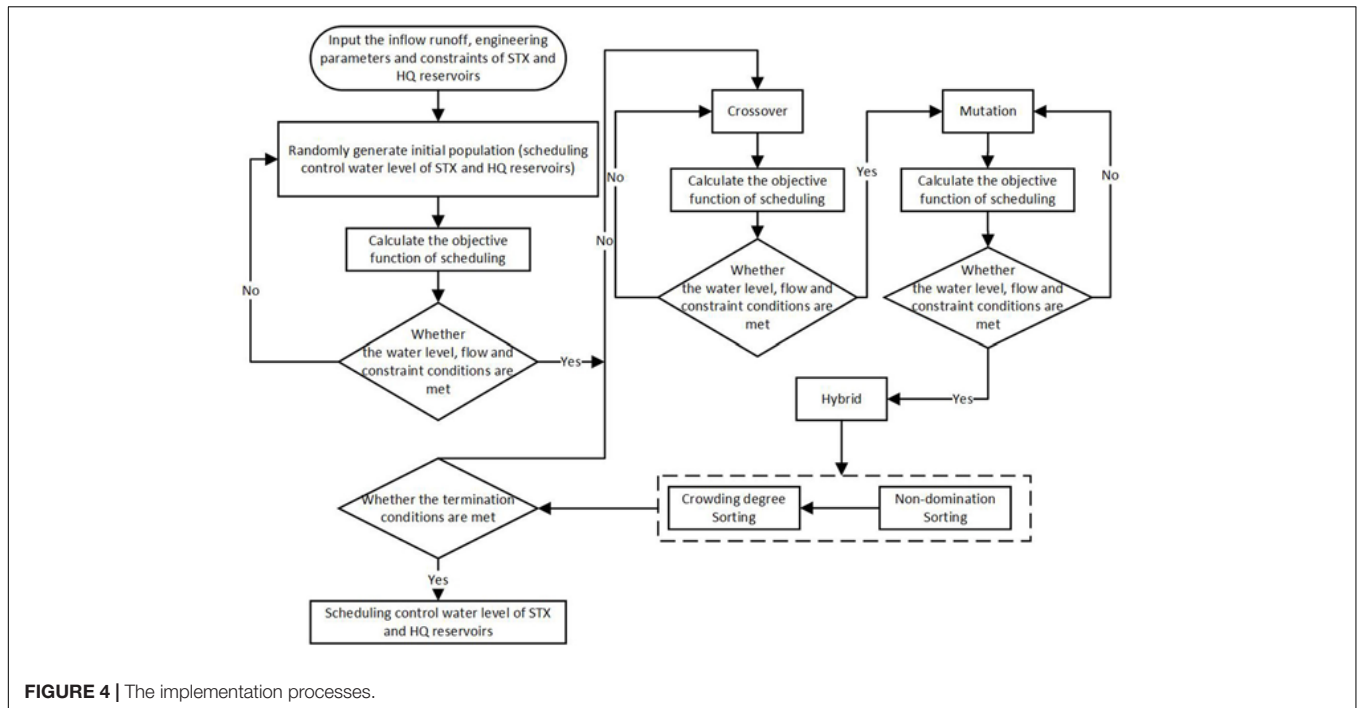 Input the inflow runoff, engineering
parameters and constraints of STX and
HQ reservoirs
Randomly generate initial population (scheduling
control water level of STX and HQ reservoirs)
Calculate the objective
function of scheduling
No
Whether
the water level, flow and
constraint conditions are
met
Yes
No
Crossover
No
Calculate the objective
function of scheduling
Whether
the water level, flow and
constraint conditions are
met
Yes
Mutation
No
Calculate the objective
function of scheduling
Whether
the water level, flow and
constraint conditions are
met
Yes
Hybrid
Non-domination
Sorting
Crowding degree
Sorting
Whether the termination
conditions are met
Yes
Scheduling control water level of STX
and HQ reservoirs
FIGURE 4 | The implementation processes.